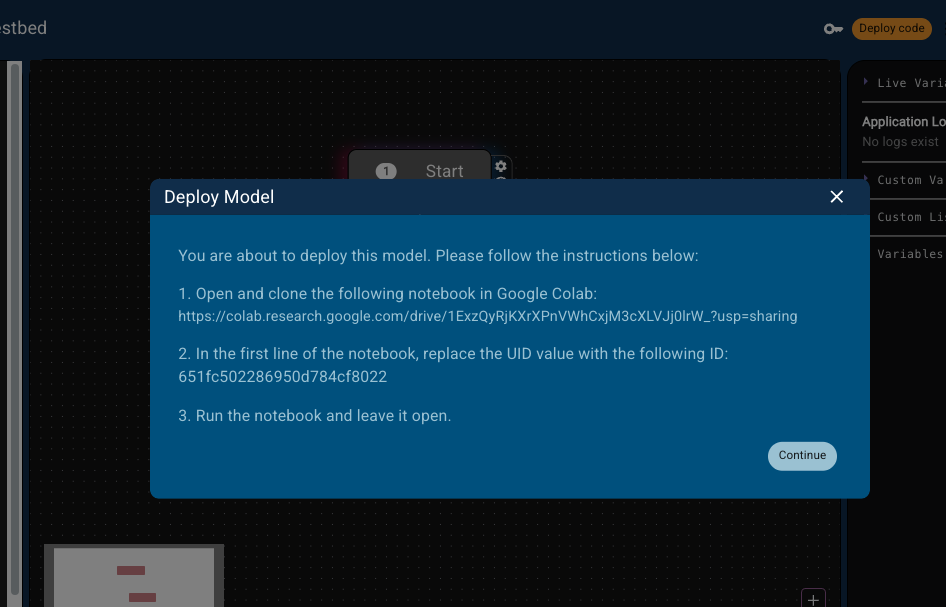 estbed
Deploy code
Live Varia
Application Lo
No logs exist
Custom Va
Custom Li
Variables
1 Start
Deploy Model
You are about to deploy this model. Please follow the instructions below:
1. Open and clone the following notebook in Google Colab:
https://colab.research.google.com/drive/1ExzQyRjKXrXPnVWhCxjM3cXLVJj0lrW_?usp=sharing
2. In the first line of the notebook, replace the UID value with the following ID:
651fc502286950d784cf8022
3. Run the notebook and leave it open.
Continue